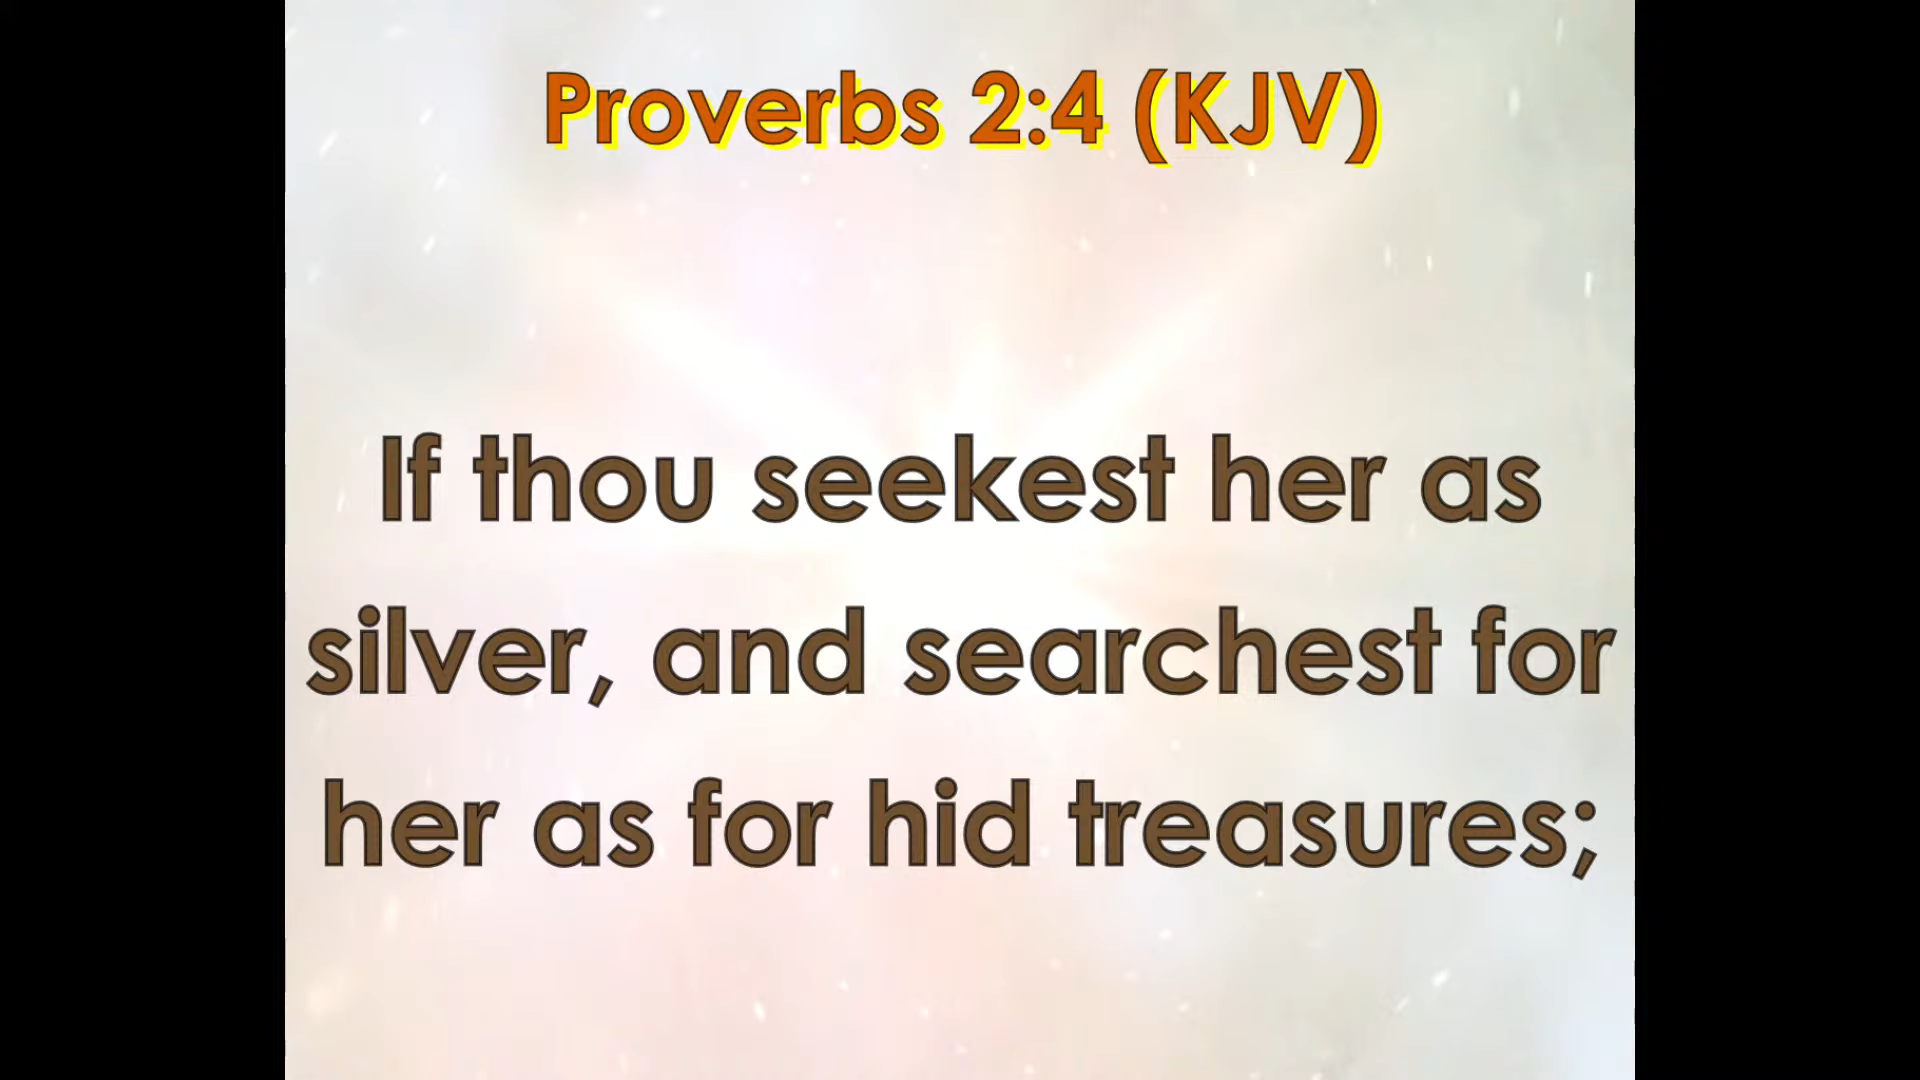 Proverbs 2:4 (KJV)
If thou seekest her as
silver, and searchest for
her as for hid treasures;